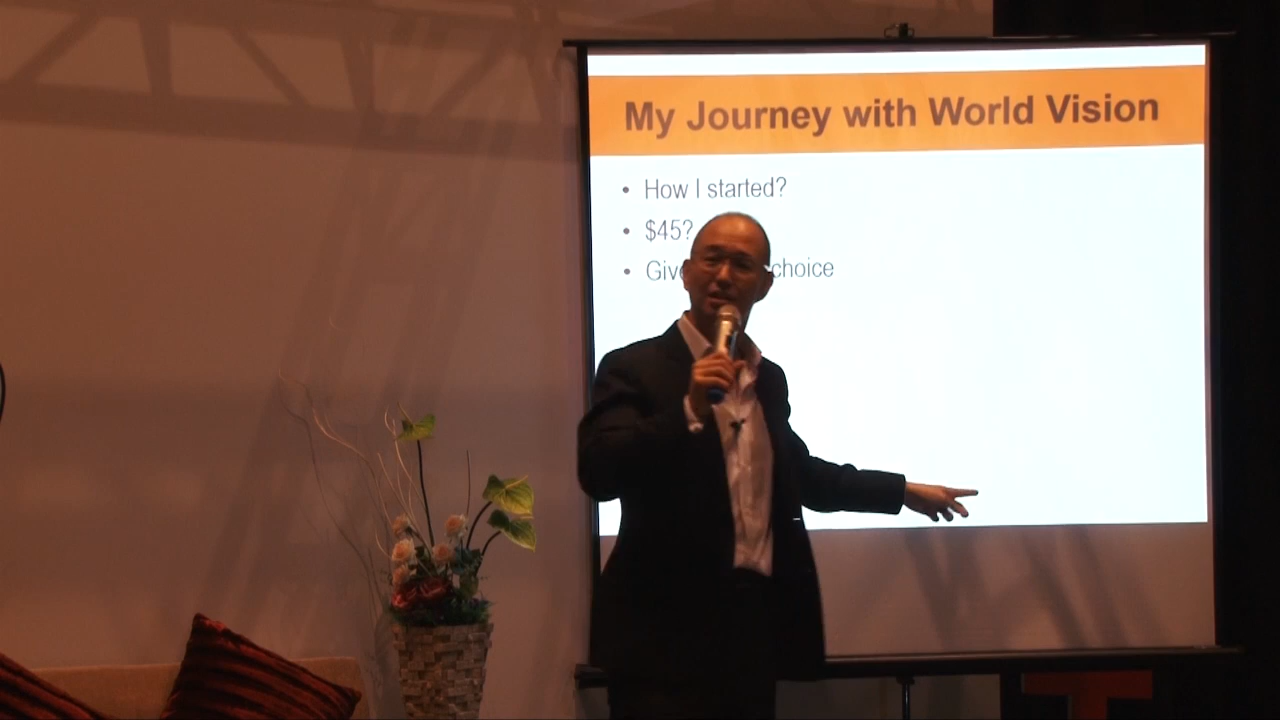 My Journey with World Vision
• How I started?
• $45?
• choice